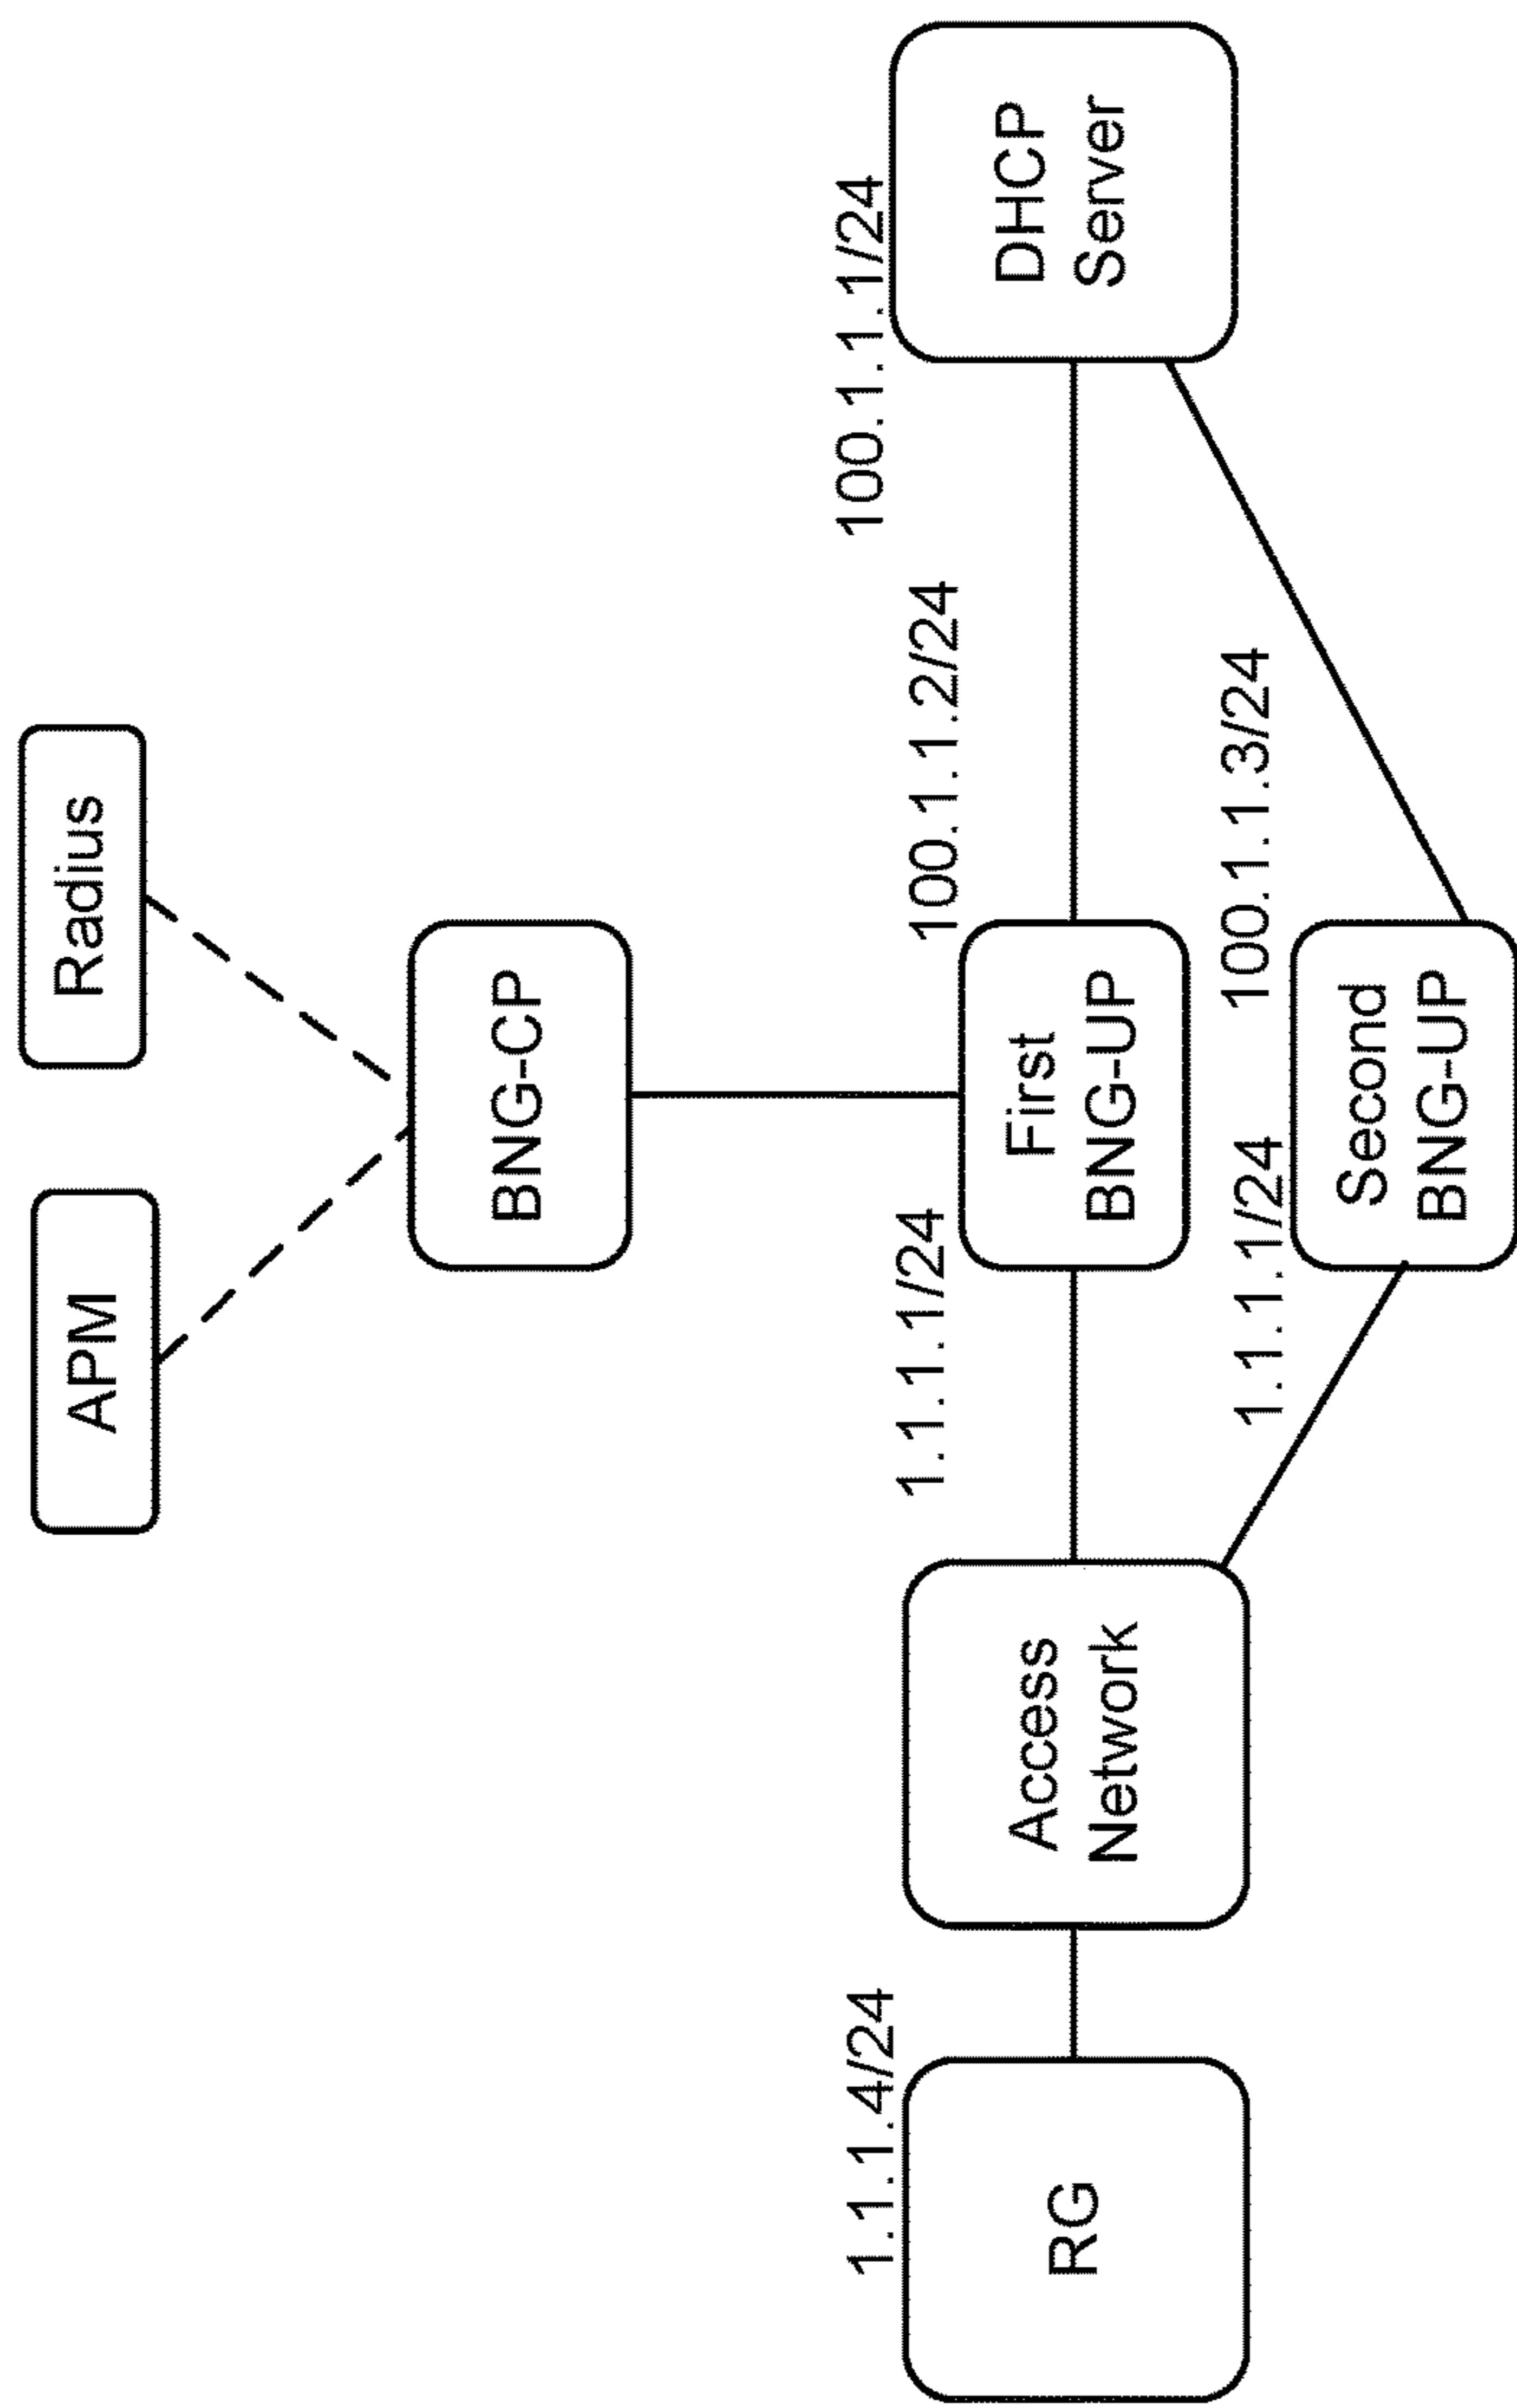 APM
Radius
BNG-CP
1.1.1.4/24
RG
Access
Network
1.1.1.1/24
First
BNG-UP
100.1.1.2/24
100.1.1.1/24
DHCP
Server
1.1.1.1/24
Second
BNG-UP
100.1.1.3/24